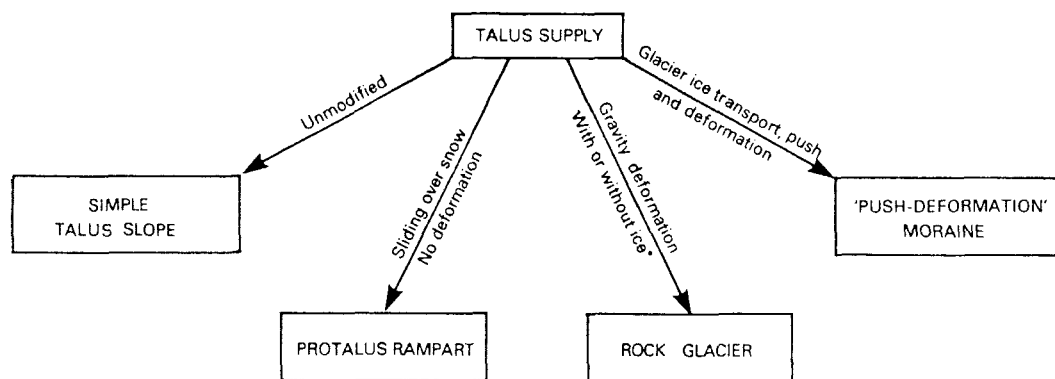 TALUS SUPPLY
Unmodified
Sliding over snow
No deformation
Gravity deformation
With or without ice*
Glacier ice transport, push
and deformation
SIMPLE
TALUS SLOPE
'PUSH-DEFORMATION'
MORAINE
PROTALUS RAMPART
ROCK GLACIER